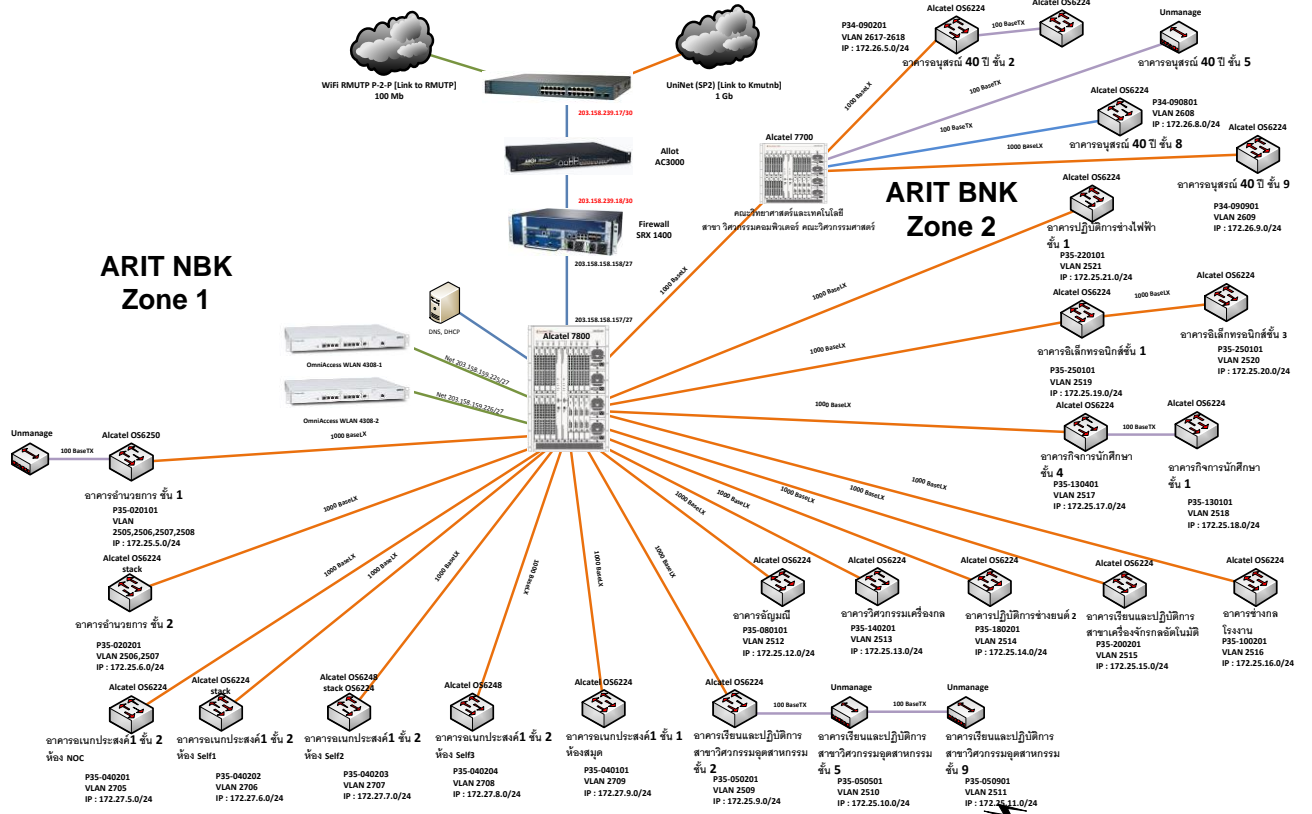 WiFi RMUTP P-2-P [Link to RMUTP]
100 Mb
UniNet (SP2) [Link to Kmutnb]
1 Gb
203.158.239.17/30
Allot
AC3000
203.158.239.18/30
Firewall
SRX 1400
203.158.158.158/27
203.158.158.157/27
ARIT NBK
Zone 1
DNS, DHCP
Alcatel 7800
OmniAccess WLAN 4308-1
Net 203.158.159.225/27
OmniAccess WLAN 4308-2
Net 203.158.159.226/27
Alcatel 7700
คณะวิทยาศาสตร์และเทคโนโลยี
สาขา วิศวกรรมคอมพิวเตอร์ คณะวิศวกรรมศาสตร์
1000 BaseLX
ARIT BNK
Zone 2
P34-090201
VLAN 2617-2618
IP : 172.26.5.0/24
Alcatel OS6224
100 BaseTX
Alcatel OS6224
1000 BaseLX
อาคารอนุสรณ์ 40 ปี ชั้น 2
Unmanage
100 BaseTX
อาคารอนุสรณ์ 40 ปี ชั้น 5
Alcatel OS6224
P34-090801
VLAN 2608
IP : 172.26.8.0/24
100 BaseTX
อาคารอนุสรณ์ 40 ปี ชั้น 8
1000 BaseLX
Alcatel OS6224
อาคารอนุสรณ์ 40 ปี ชั้น 9
P34-090901
VLAN 2609
IP : 172.26.9.0/24
Alcatel OS6224
1000 BaseLX
อาคารปฏิบัติการช่างไฟฟ้า
ชั้น 1
P35-220101
VLAN 2521
IP : 172.25.21.0/24
Alcatel OS6224
1000 BaseLX
อาคารอิเล็กทรอนิกส์ชั้น 1
P35-250101
VLAN 2519
IP : 172.25.19.0/24
1000 BaseLX
Alcatel OS6224
อาคารอิเล็กทรอนิกส์ชั้น 3
P35-250101
VLAN 2520
IP : 172.25.20.0/24
1000 BaseLX
Alcatel OS6224
อาคารกิจการนักศึกษา
ชั้น 4
P35-130401
VLAN 2517
IP : 172.25.17.0/24
100 BaseTX
Alcatel OS6224
อาคารกิจการนักศึกษา
ชั้น 1
P35-130101
VLAN 2518
IP : 172.25.18.0/24
Unmanage
100 BaseTX
Alcatel OS6250
1000 BaseLX
อาคารอำนวยการ ชั้น 1
P35-020101
VLAN
2505,2506,2507,2508
IP : 172.25.5.0/24
Alcatel OS6224
stack
1000 BaseLX
อาคารอำนวยการ ชั้น 2
P35-020201
VLAN 2506,2507
IP : 172.25.6.0/24
1000 BaseLX
Alcatel OS6224
อาคารอัญมณี
P35-080101
VLAN 2512
IP : 172.25.12.0/24
1000 BaseLX
Alcatel OS6224
อาคารวิศวกรรมเครื่องกล
P35-140201
VLAN 2513
IP : 172.25.13.0/24
1000 BaseLX
Alcatel OS6224
อาคารปฏิบัติการช่างยนต์ 2
P35-180201
VLAN 2514
IP : 172.25.14.0/24
1000 BaseLX
Alcatel OS6224
อาคารเรียนและปฏิบัติการ
สาขาเครื่องจักรกลอัตโนมัติ
P35-200201
VLAN 2515
IP : 172.25.15.0/24
1000 BaseLX
Alcatel OS6224
อาคารช่างกล
โรงงาน
P35-100201
VLAN 2516
IP : 172.25.16.0/24
1000 BaseLX
Alcatel OS6224
อาคารอเนกประสงค์1 ชั้น 2
ห้อง NOC
P35-040201
VLAN 2705
IP : 172.27.5.0/24
1000 BaseLX
Alcatel OS6224
stack
อาคารอเนกประสงค์1 ชั้น 2
ห้อง Self1
P35-040202
VLAN 2706
IP : 172.27.6.0/24
1000 BaseLX
Alcatel OS6248
stack OS6224
อาคารอเนกประสงค์1 ชั้น 2
ห้อง Self2
P35-040203
VLAN 2707
IP : 172.27.7.0/24
1000 BaseLX
Alcatel OS6248
อาคารอเนกประสงค์1 ชั้น 2
ห้อง Self3
P35-040204
VLAN 2708
IP : 172.27.8.0/24
1000 BaseLX
Alcatel OS6224
อาคารอเนกประสงค์1 ชั้น 1
ห้องสมุด
P35-040101
VLAN 2709
IP : 172.27.9.0/24
1000 BaseLX
Alcatel OS6224
อาคารเรียนและปฏิบัติการ
สาขาวิศวกรรมอุตสาหกรรม
ชั้น 2
P35-050201
VLAN 2509
IP : 172.25.9.0/24
100 BaseTX
Unmanage
อาคารเรียนและปฏิบัติการ
สาขาวิศวกรรมอุตสาหกรรม
ชั้น 5
P35-050501
VLAN 2510
IP : 172.25.10.0/24
100 BaseTX
Unmanage
อาคารเรียนและปฏิบัติการ
สาขาวิศวกรรมอุตสาหกรรม
ชั้น 9
P35-050901
VLAN 2511
IP : 172.25.11.0/24